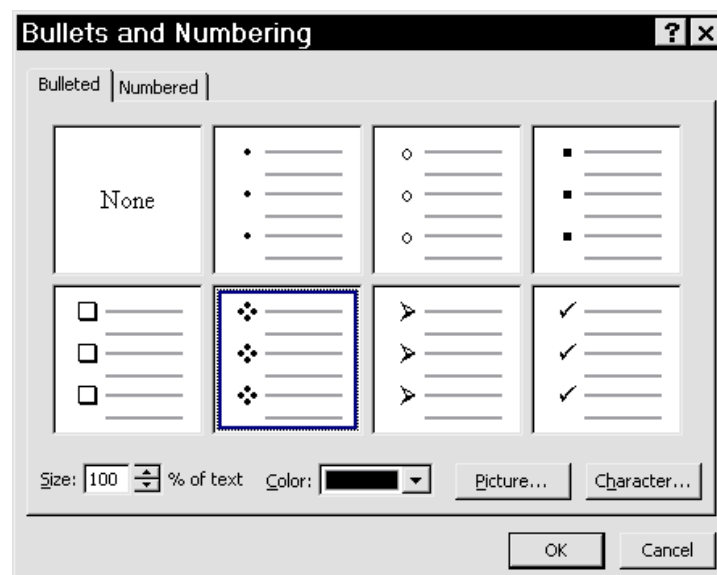 Bullets and Numbering
Bulleted Numbered
None
Size: 100 % of text Color: Picture... Character...
OK Cancel